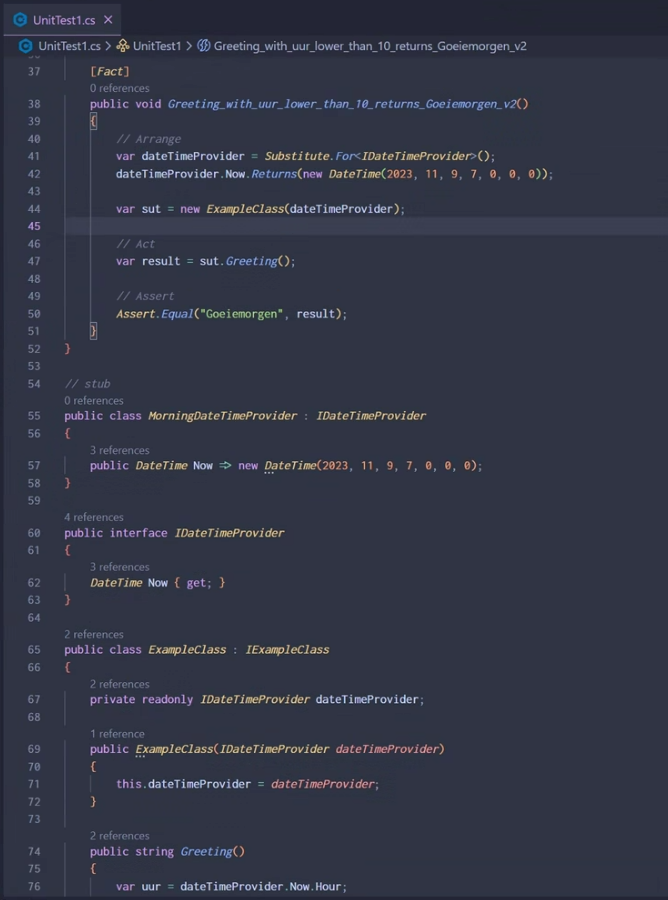 UnitTest1.cs ×
UnitTest1.cs > UnitTest1 > Greeting_with_uur_lower_than_10_returns_Goeiemorgen_v2
37 [Fact]
0 references
38 public void Greeting_with_uur_lower_than_10_returns_Goeiemorgen_v2()
39 {
40 // Arrange
41 var dateTimeProvider = Substitute.For<IDateTimeProvider>();
42 dateTimeProvider.Now.Returns(new DateTime(2023, 11, 9, 7, 0, 0, 0));
43
44 var sut = new ExampleClass(dateTimeProvider);
45
46 // Act
47 var result = sut.Greeting();
48
49 // Assert
50 Assert.Equal("Goeiemorgen", result);
51 }
52 }
53
54 // stub
0 references
55 public class MorningDateTimeProvider : IDateTimeProvider
56 {
3 references
57 public DateTime Now => new DateTime(2023, 11, 9, 7, 0, 0, 0);
58 }
59
4 references
60 public interface IDateTimeProvider
61 {
3 references
62 DateTime Now { get; }
63 }
64
2 references
65 public class ExampleClass : IExampleClass
66 {
2 references
67 private readonly IDateTimeProvider dateTimeProvider;
68
1 reference
69 public ExampleClass(IDateTimeProvider dateTimeProvider)
70 {
71 this.dateTimeProvider = dateTimeProvider;
72 }
73
2 references
74 public string Greeting()
75 {
76 var uur = dateTimeProvider.Now.Hour;